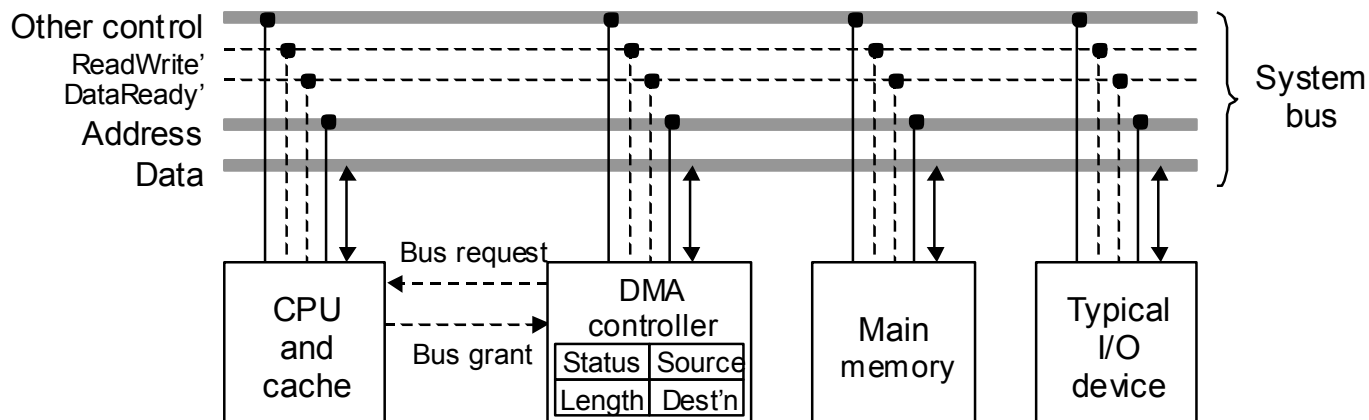 Other control
ReadWrite’
DataReady’
Address
Data
System
bus
Bus request
Bus grant
CPU
and
cache
DMA
controller
Status Source
Length Dest’n
Main
memory
Typical
I/O
device